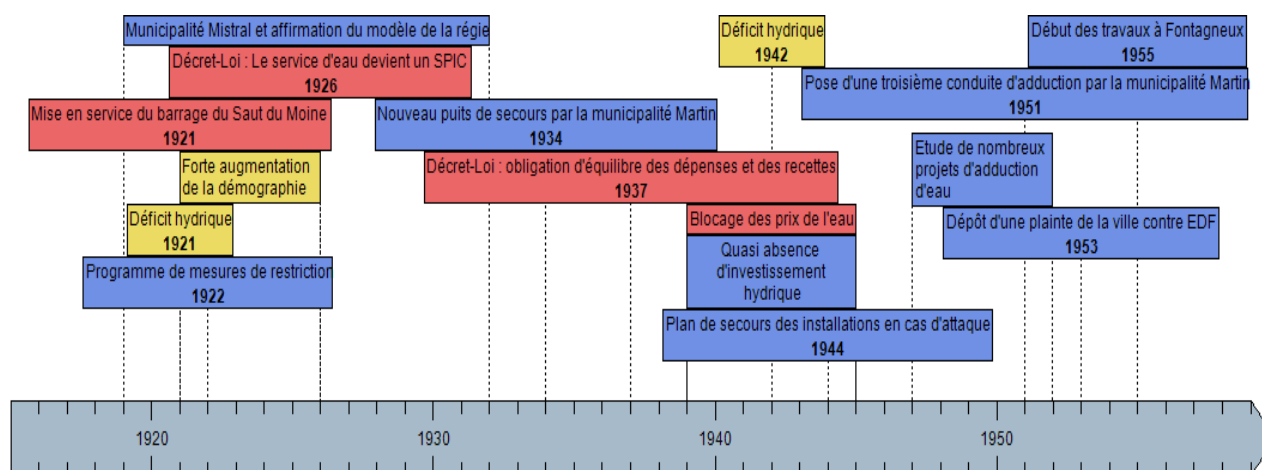 Municipalité Mistral et affirmation du modèle de la régie
Décret-Loi : Le service d'eau devient un SPIC
1926
Mise en service du barrage du Saut du Moine
1921
Forte augmentation
de la démographie
Déficit hydrique
1921
Programme de mesures de restriction
1922
Nouveau puits de secours par la municipalité Martin
1934
Décret-Loi : obligation d'équilibre des dépenses et des recettes
1937
Blocage des prix de l'eau
Quasi absence
d'investissement
hydrique
Plan de secours des installations en cas d'attaque
1944
Déficit hydrique
1942
Début des travaux à Fontagneux
1955
Pose d'une troisième conduite d'adduction par la municipalité Martin
1951
Etude de nombreux
projets d'adduction
d'eau
Dépôt d'une plainte de la ville contre EDF
1953
1920
1930
1940
1950